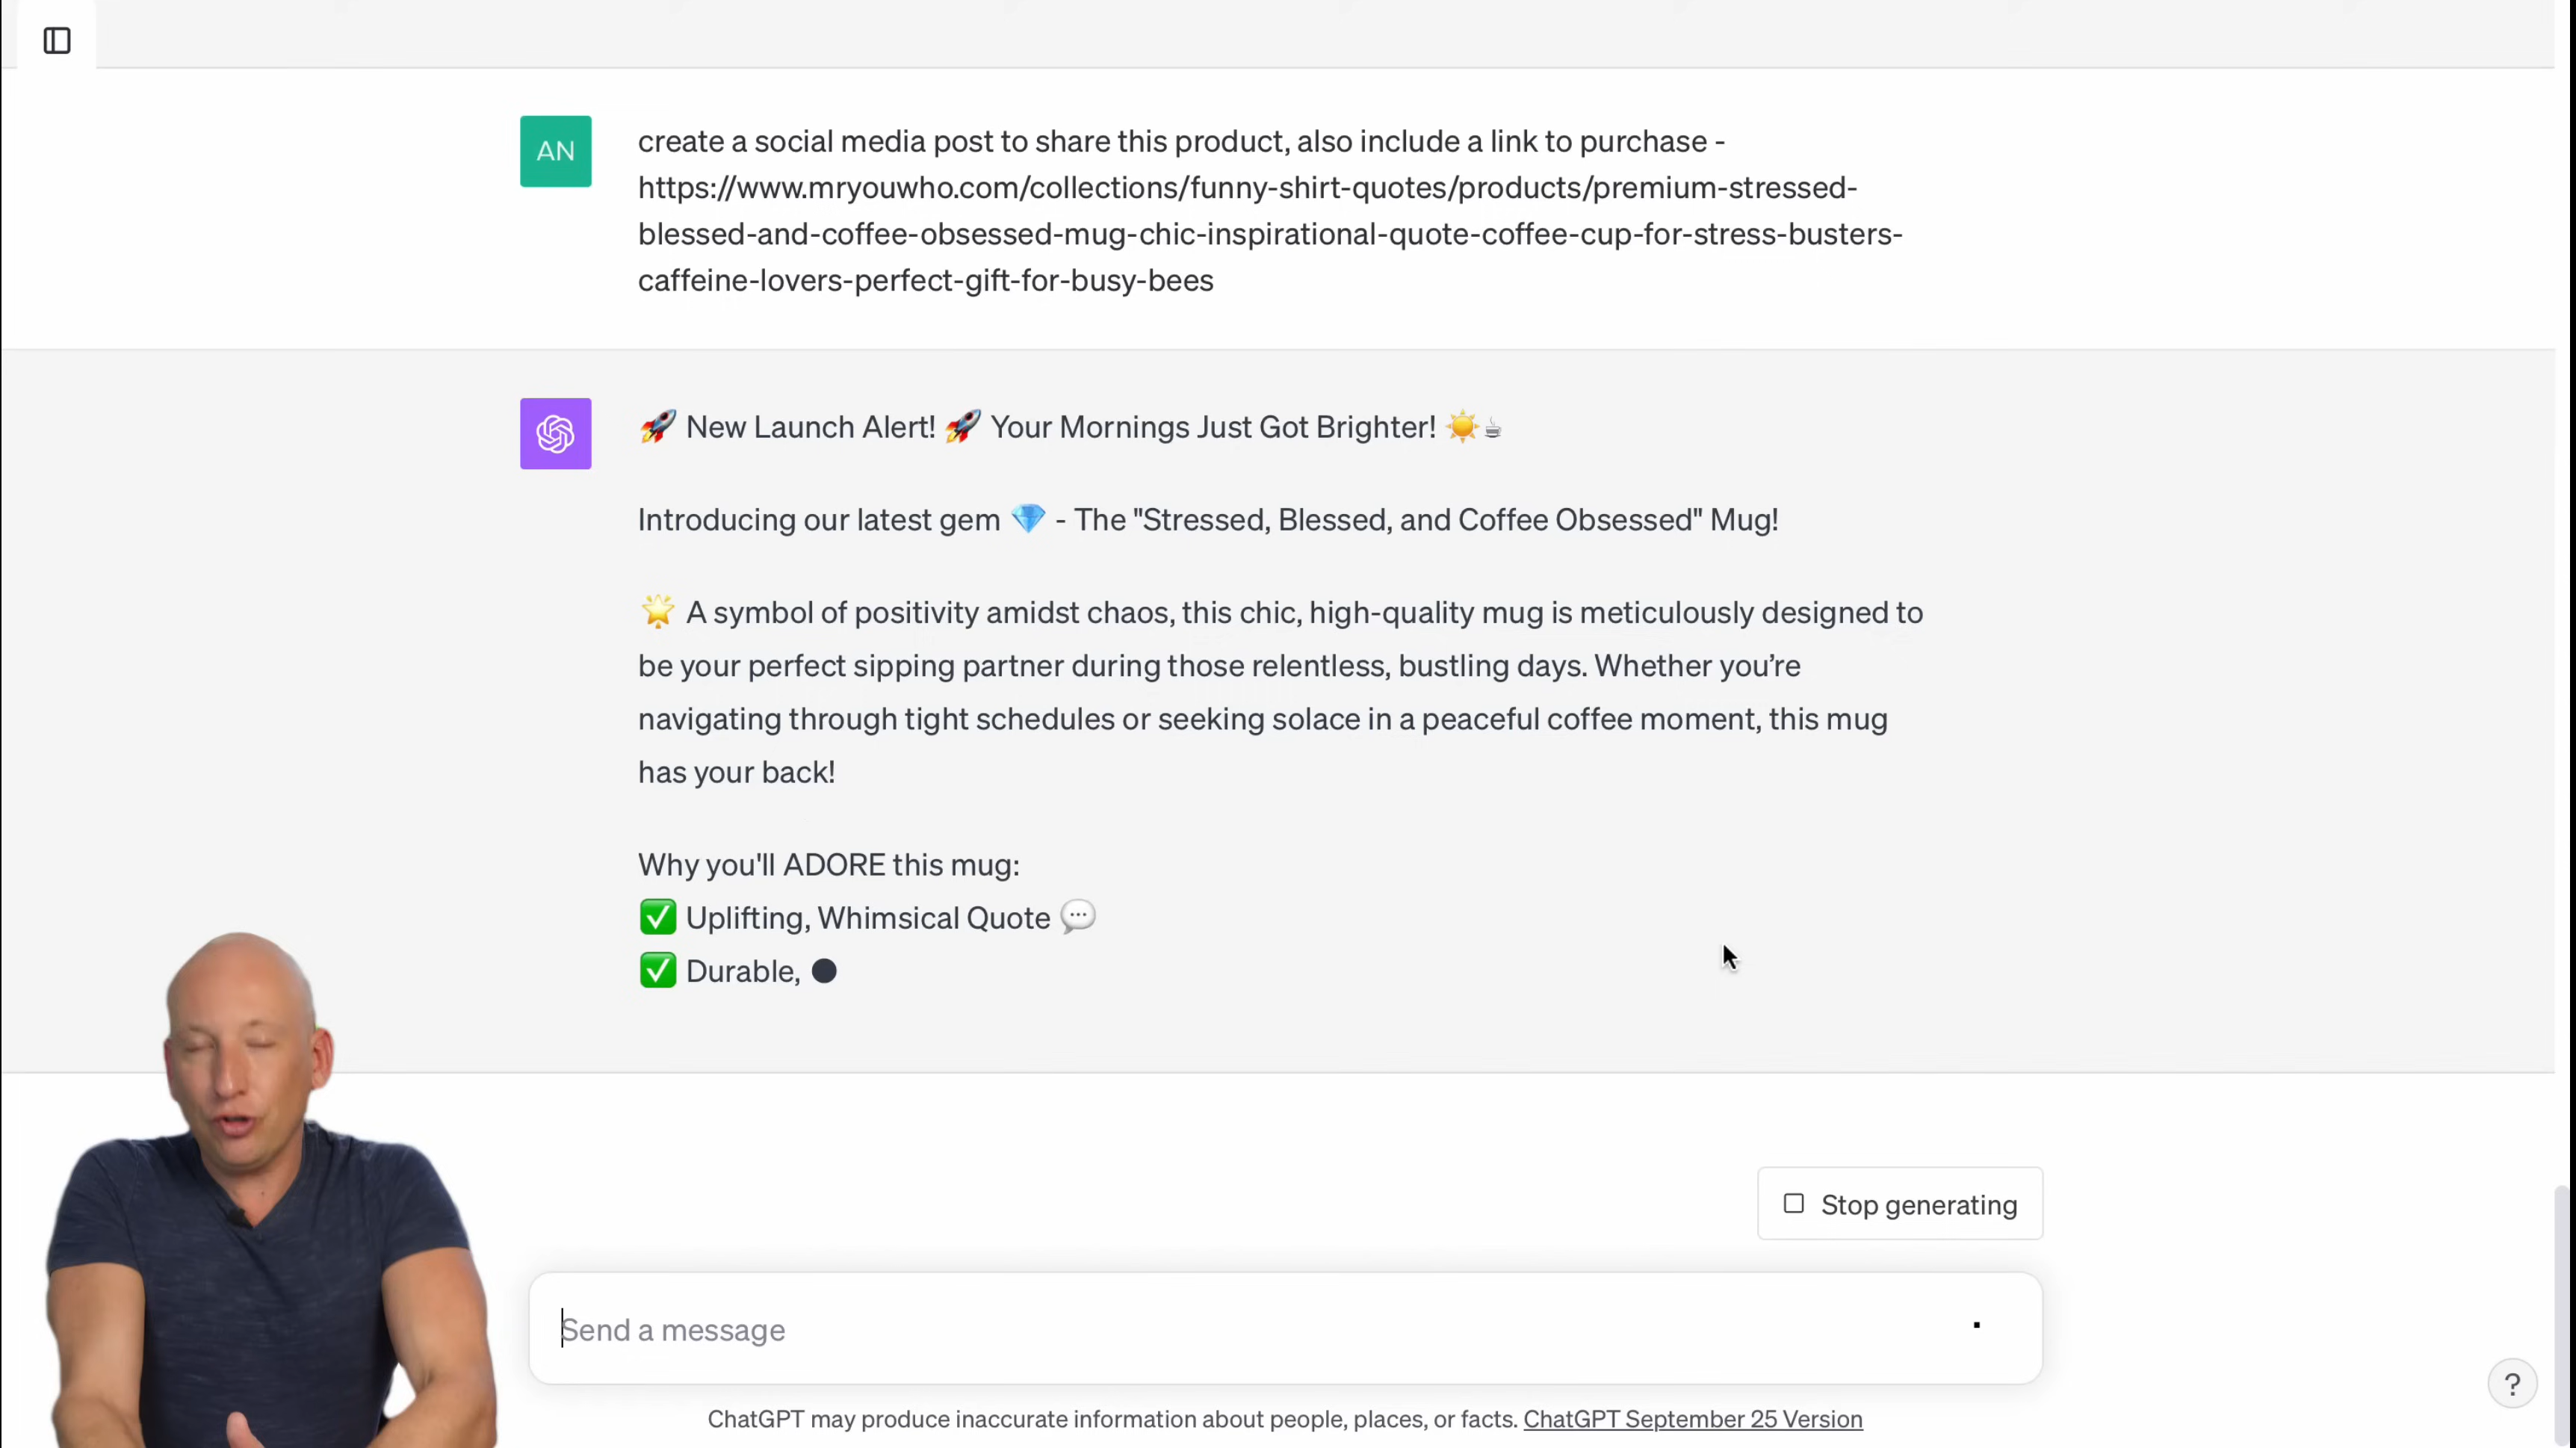 AN
create a social media post to share this product, also include a link to purchase -
https://www.mryouwho.com/collections/funny-shirt-quotes/products/premium-stressed-
blessed-and-coffee-obsessed-mug-chic-inspirational-quote-coffee-cup-for-stress-busters-
caffeine-lovers-perfect-gift-for-busy-bees
🚀 New Launch Alert! 🚀 Your Mornings Just Got Brighter! ☀️☕
Introducing our latest gem 💎 - The "Stressed, Blessed, and Coffee Obsessed" Mug!
🌟 A symbol of positivity amidst chaos, this chic, high-quality mug is meticulously designed to
be your perfect sipping partner during those relentless, bustling days. Whether you’re
navigating through tight schedules or seeking solace in a peaceful coffee moment, this mug
has your back!
Why you'll ADORE this mug:
✅ Uplifting, Whimsical Quote 💬
✅ Durable,
Stop generating
Send a message
?
ChatGPT may produce inaccurate information about people, places, or facts. ChatGPT September 25 Version